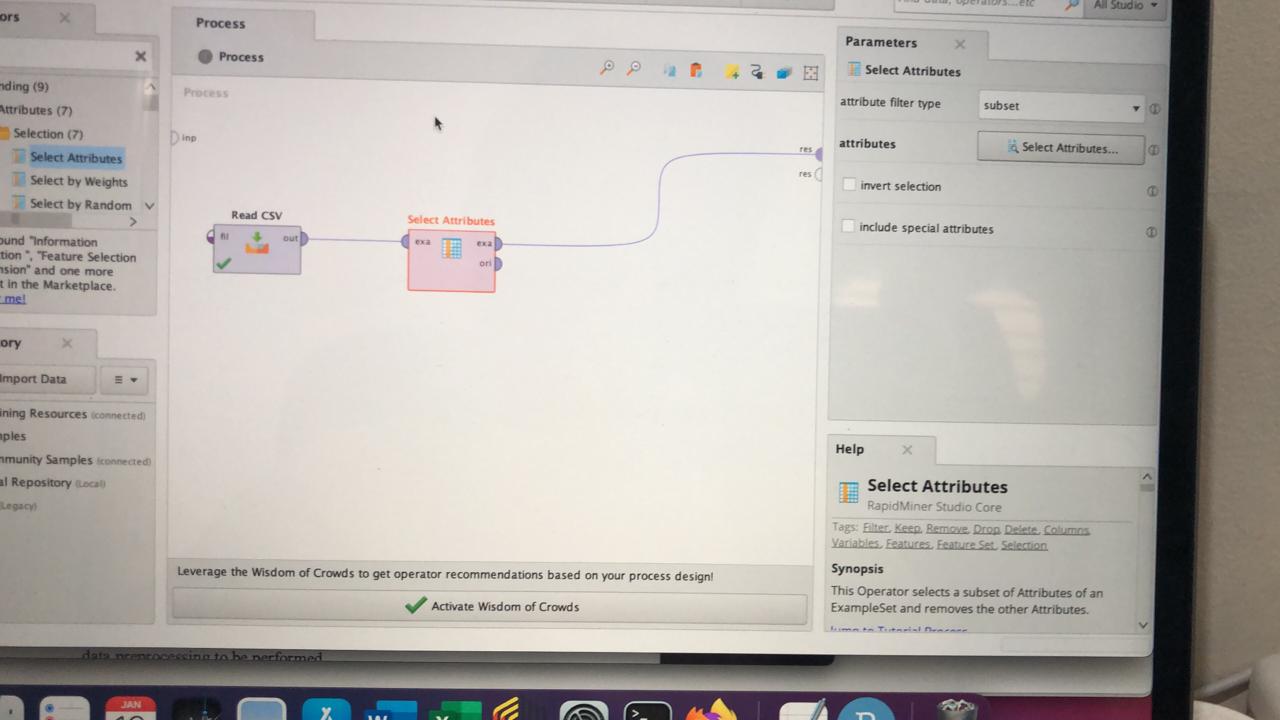 ors
All Studio
Process
Parameters
Process
Select Attributes
nding (9)
Process
attribute filter type
subset
Attributes (7)
Selection (7)
inp
attributes
Select Attributes...
res
Select Attributes
res
Select by Weights
invert selection
Select by Random
Read CSV
Select Attributes
include special attributes
fil
out
exa
exa
ori
ound "Information
tion ", "Feature Selection
nsion" and one more
t in the Marketplace.
me!
ory
Import Data
ining Resources (connected)
mples
mmunity Samples (connected)
al Repository (Local)
(Legacy)
Help
Select Attributes
RapidMiner Studio Core
Tags: Filter, Keep, Remove, Drop, Delete, Columns,
Variables, Features, Feature Set, Selection
Synopsis
This Operator selects a subset of Attributes of an
ExampleSet and removes the other Attributes.
Jump to Tutorial Process
Leverage the Wisdom of Crowds to get operator recommendations based on your process design!
Activate Wisdom of Crowds
data preprocessing to be performed
JAN